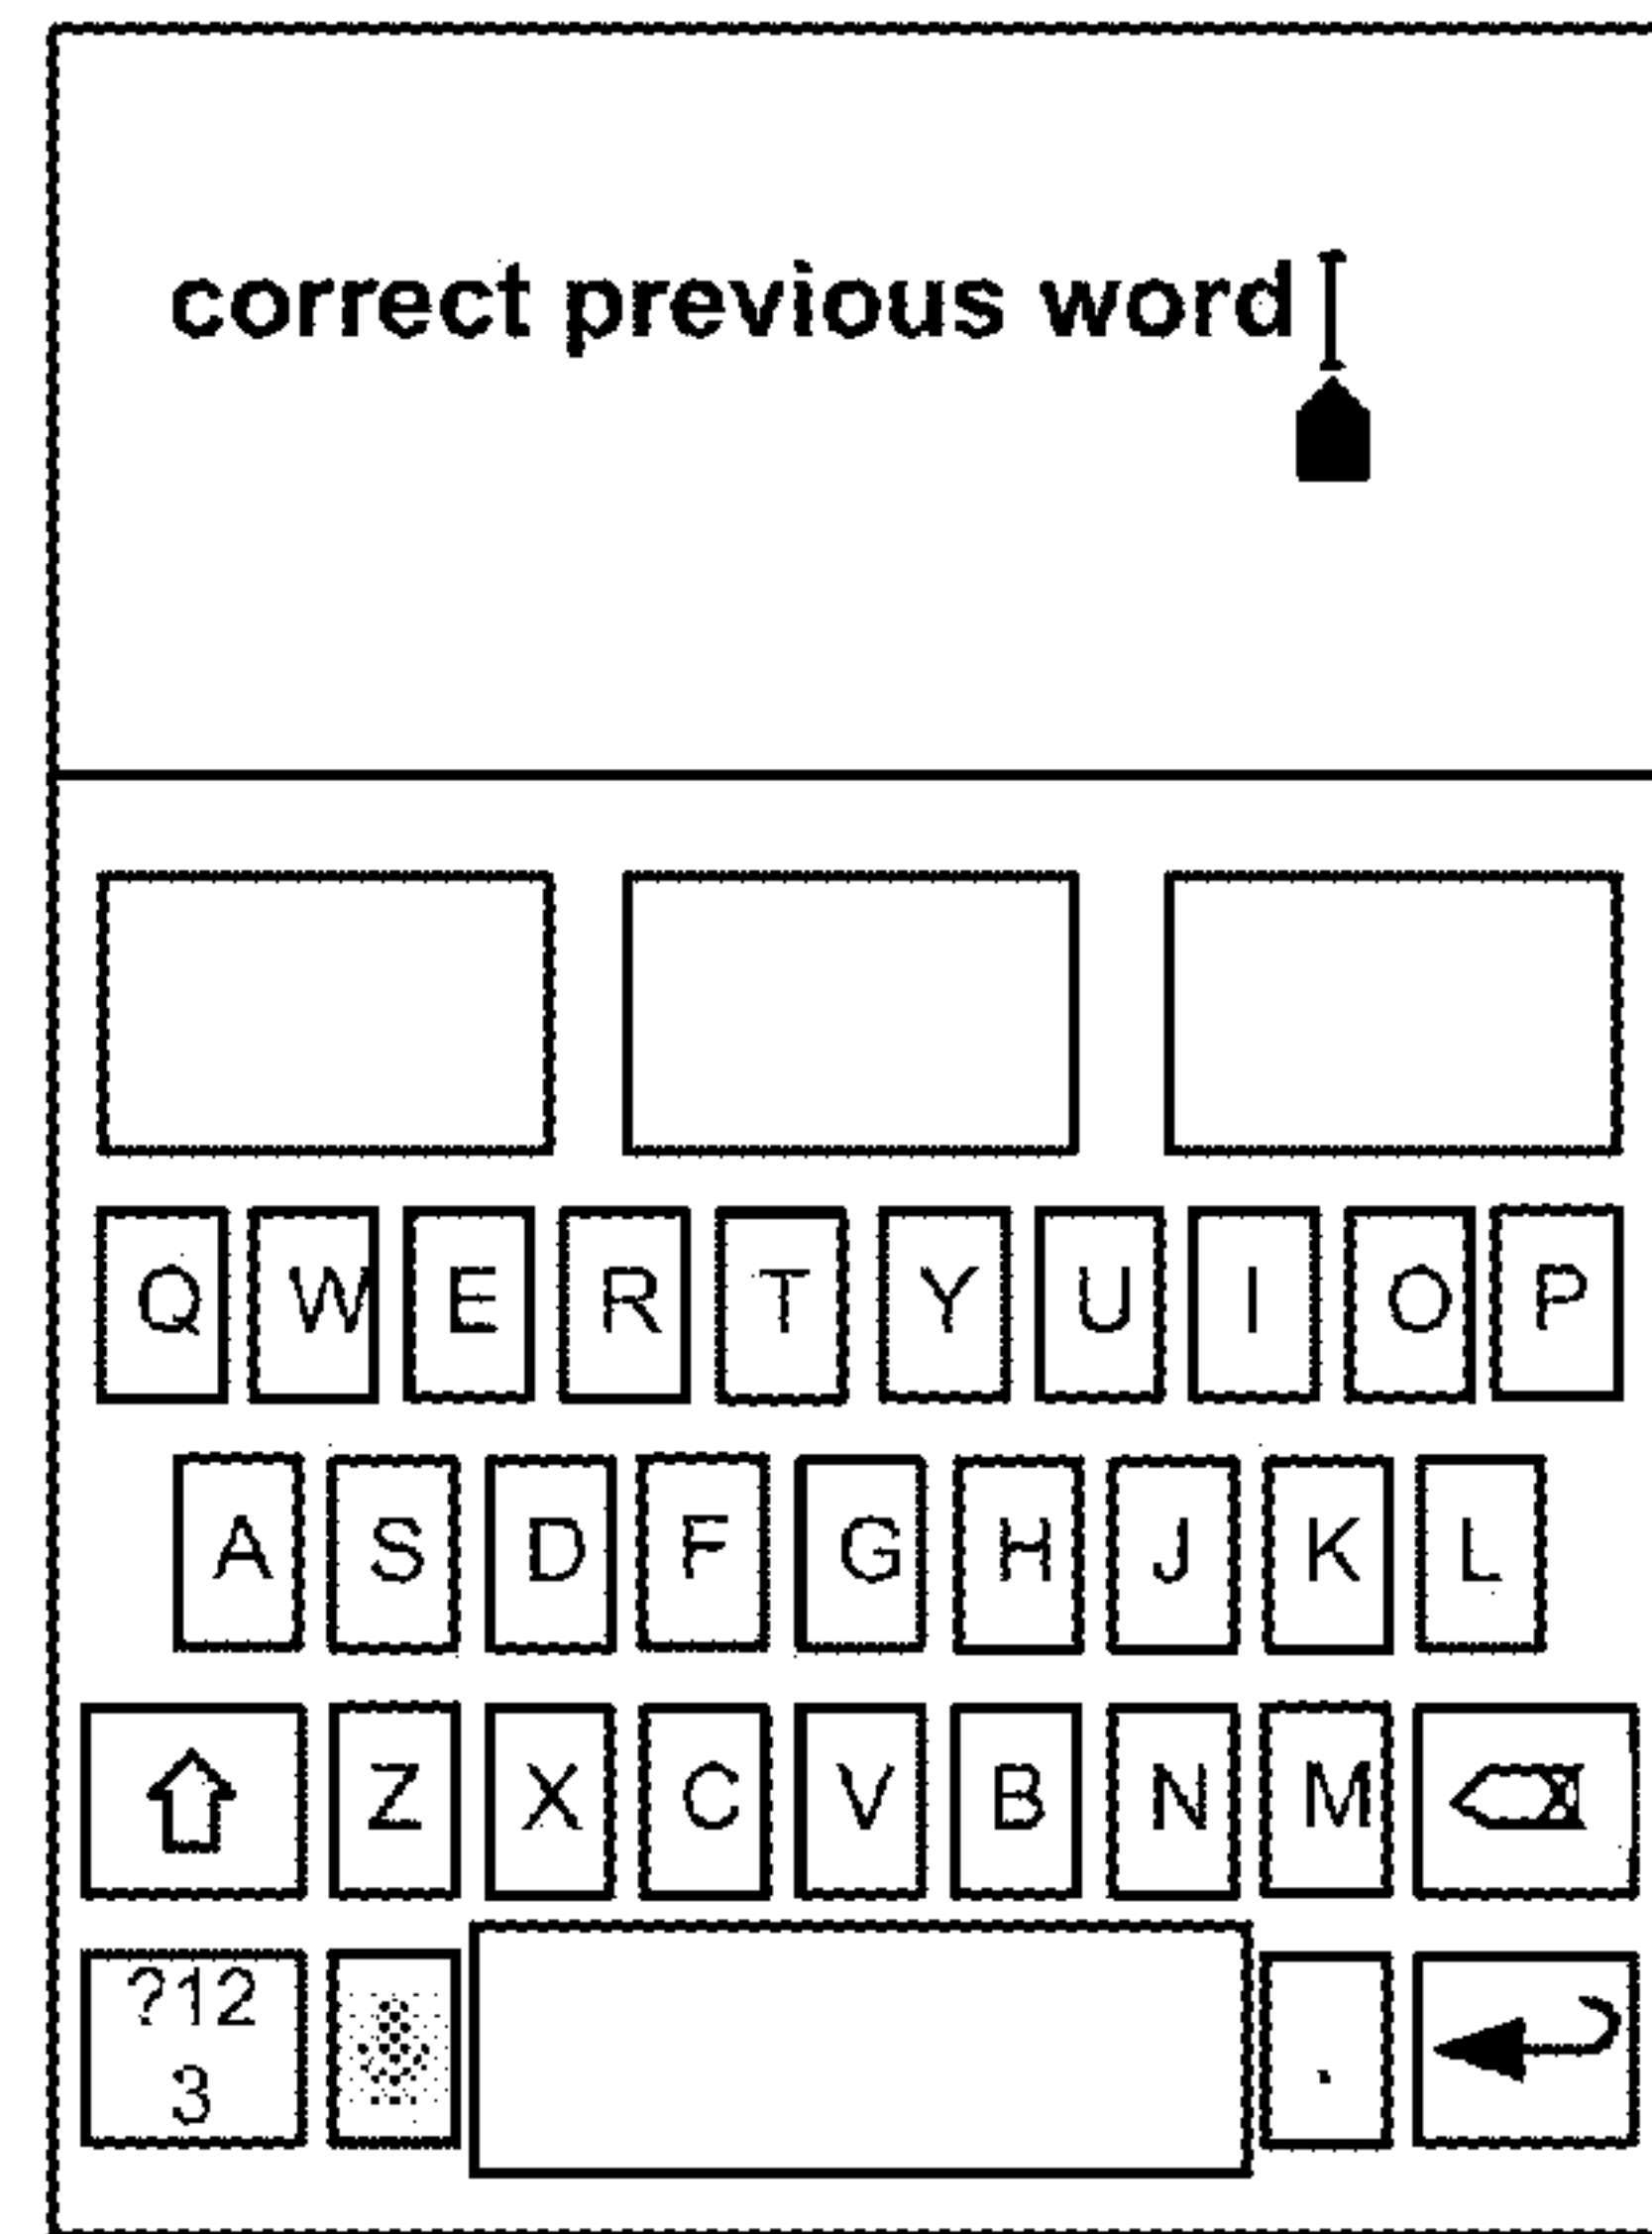 correct previous word
Q W E R T Y U I O P
A S D F G H J K L
Z X C V B N M
?12
3
.